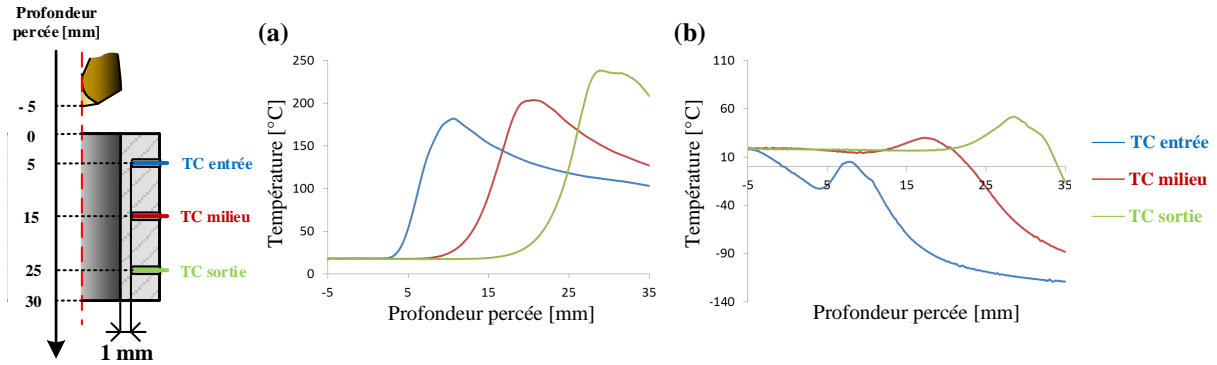 Profondeur
percée [mm]
- 5
0
5
15
25
30
TC entrée
TC milieu
TC sortie
1 mm
(a)
Température [°C]
250
200
150
100
50
0
-5
5
15
25
35
Profondeur percée [mm]
(b)
Température [°C]
110
60
10
-40
-90
-140
-5
5
15
25
35
Profondeur percée [mm]
TC entrée
TC milieu
TC sortie